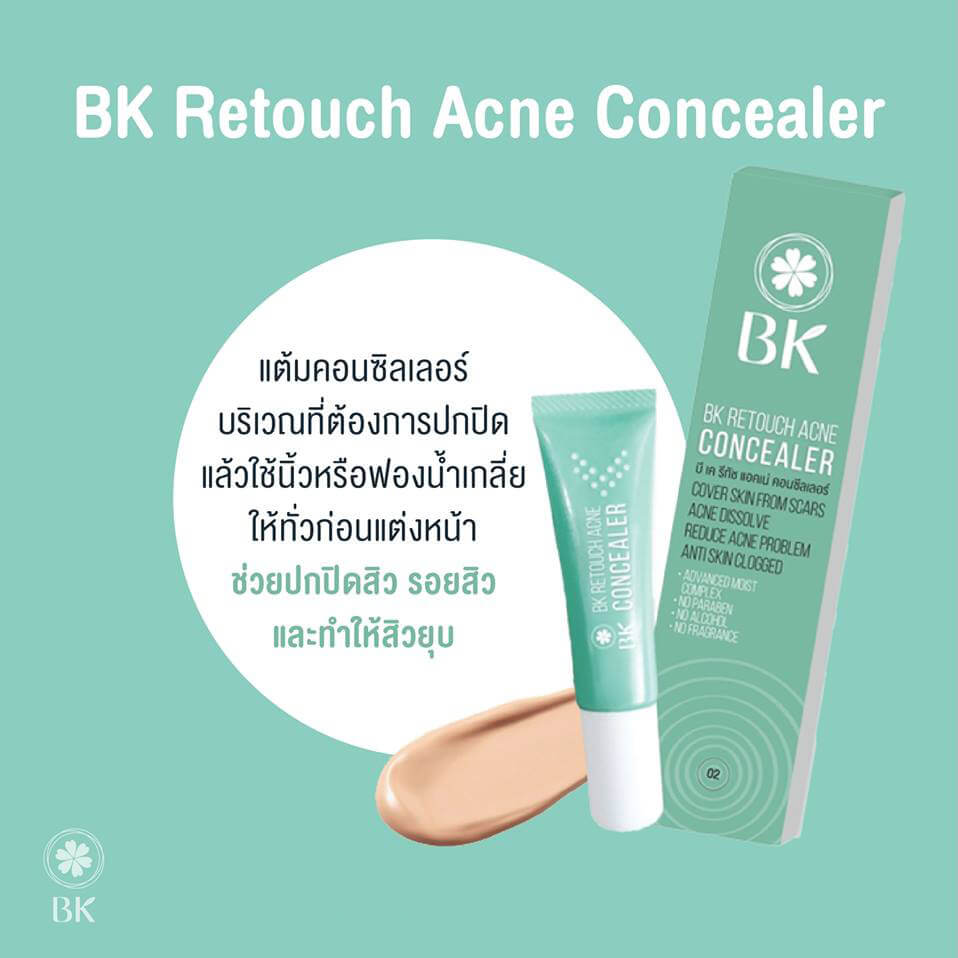 BK Retouch Acne Concealer
แต้มคอนซิลเลอร์
บริเวณที่ต้องการปกปิด
แล้วใช้นิ้วหรือฟองน้ำเกลี่ย
ให้ทั่วก่อนแต่งหน้า
ช่วยปกปิดสิว รอยสิว
และทำให้สิวยุบ
BK RETOUCH ACNE
CONCEALER
BK
BK
BK RETOUCH ACNE
CONCEALER
บี เค รีทัช แอคเน่ คอนซีลเลอร์
COVER SKIN FROM SCARS
ACNE DISSOLVE
REDUCE ACNE PROBLEM
ANTI SKIN CLOGGED
• ADVANCED MOIST
COMPLEX
• NO PARABEN
• NO ALCOHOL
• NO FRAGRANCE
02
BK